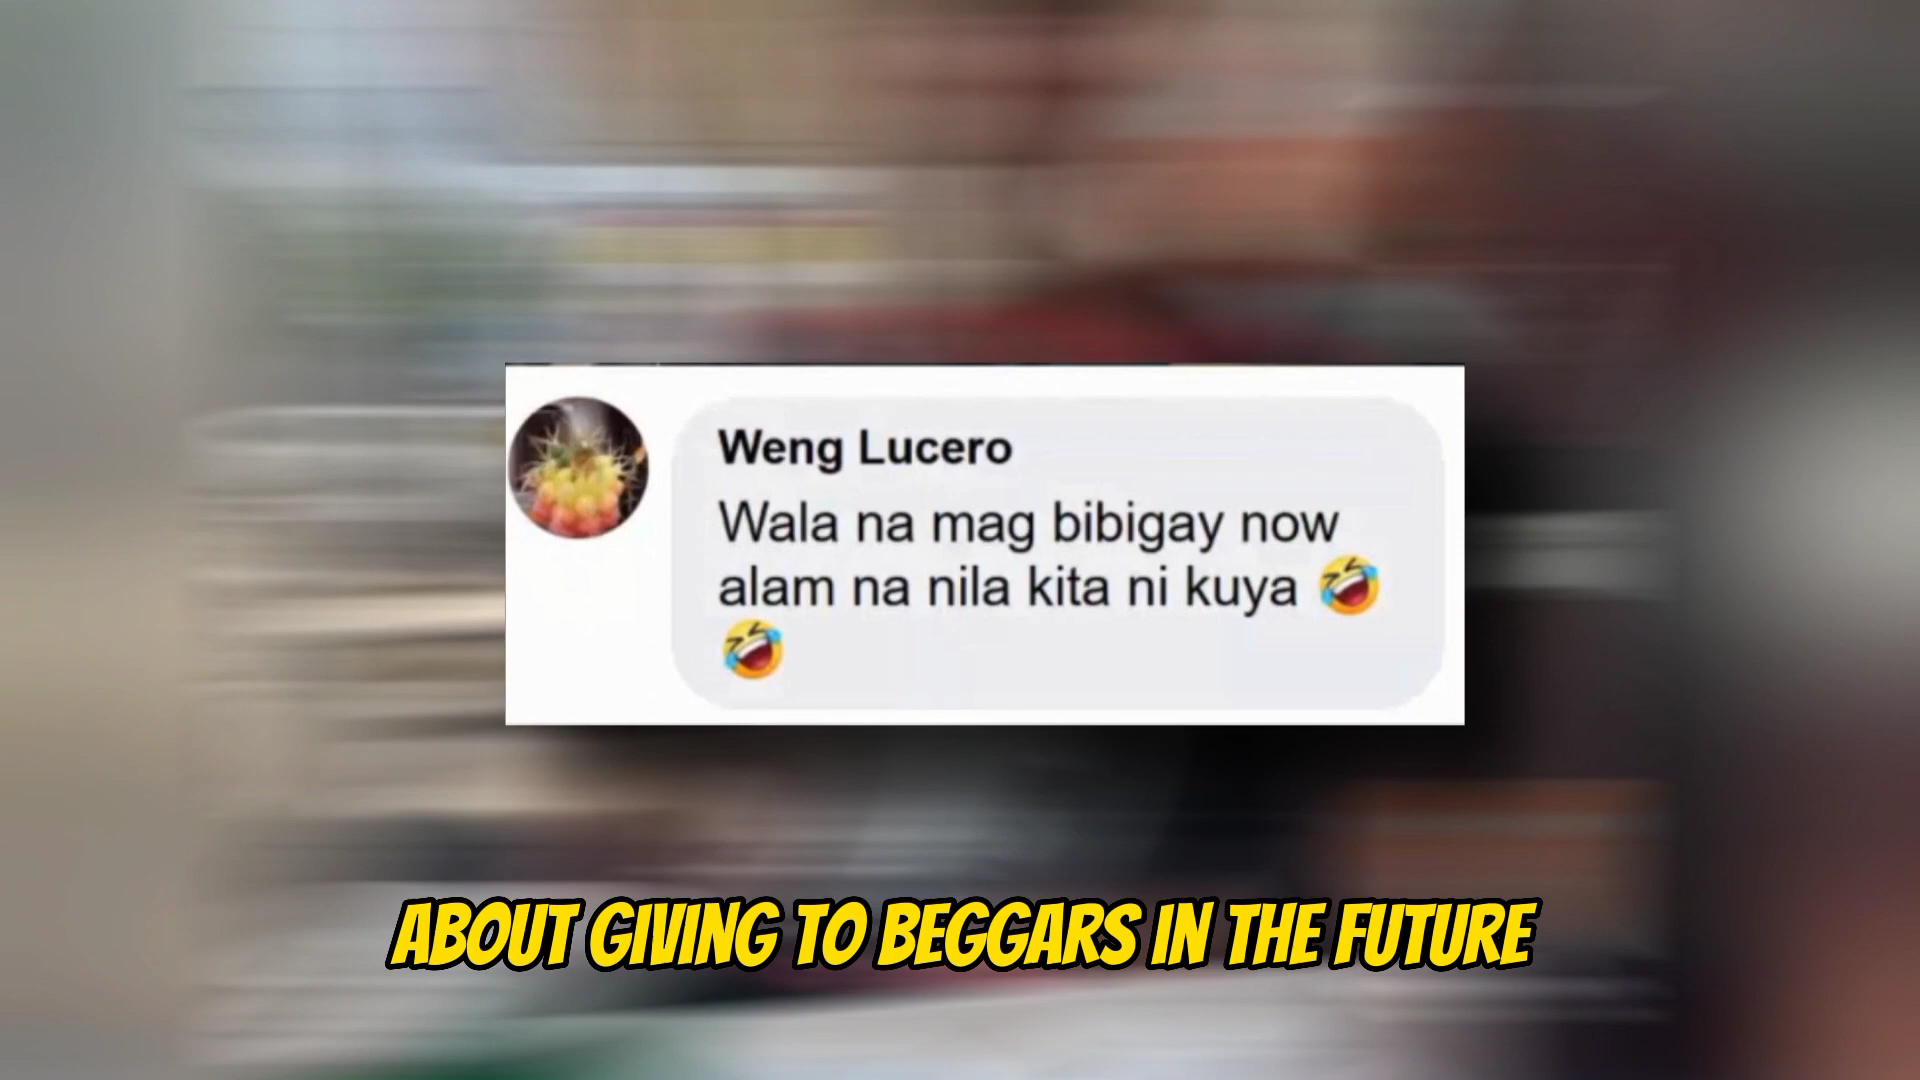 Weng Lucero
Wala na mag bibigay now
alam na nila kita ni kuya 🤣
🤣
ABOUT GIVING TO BEGGARS IN THE FUTURE